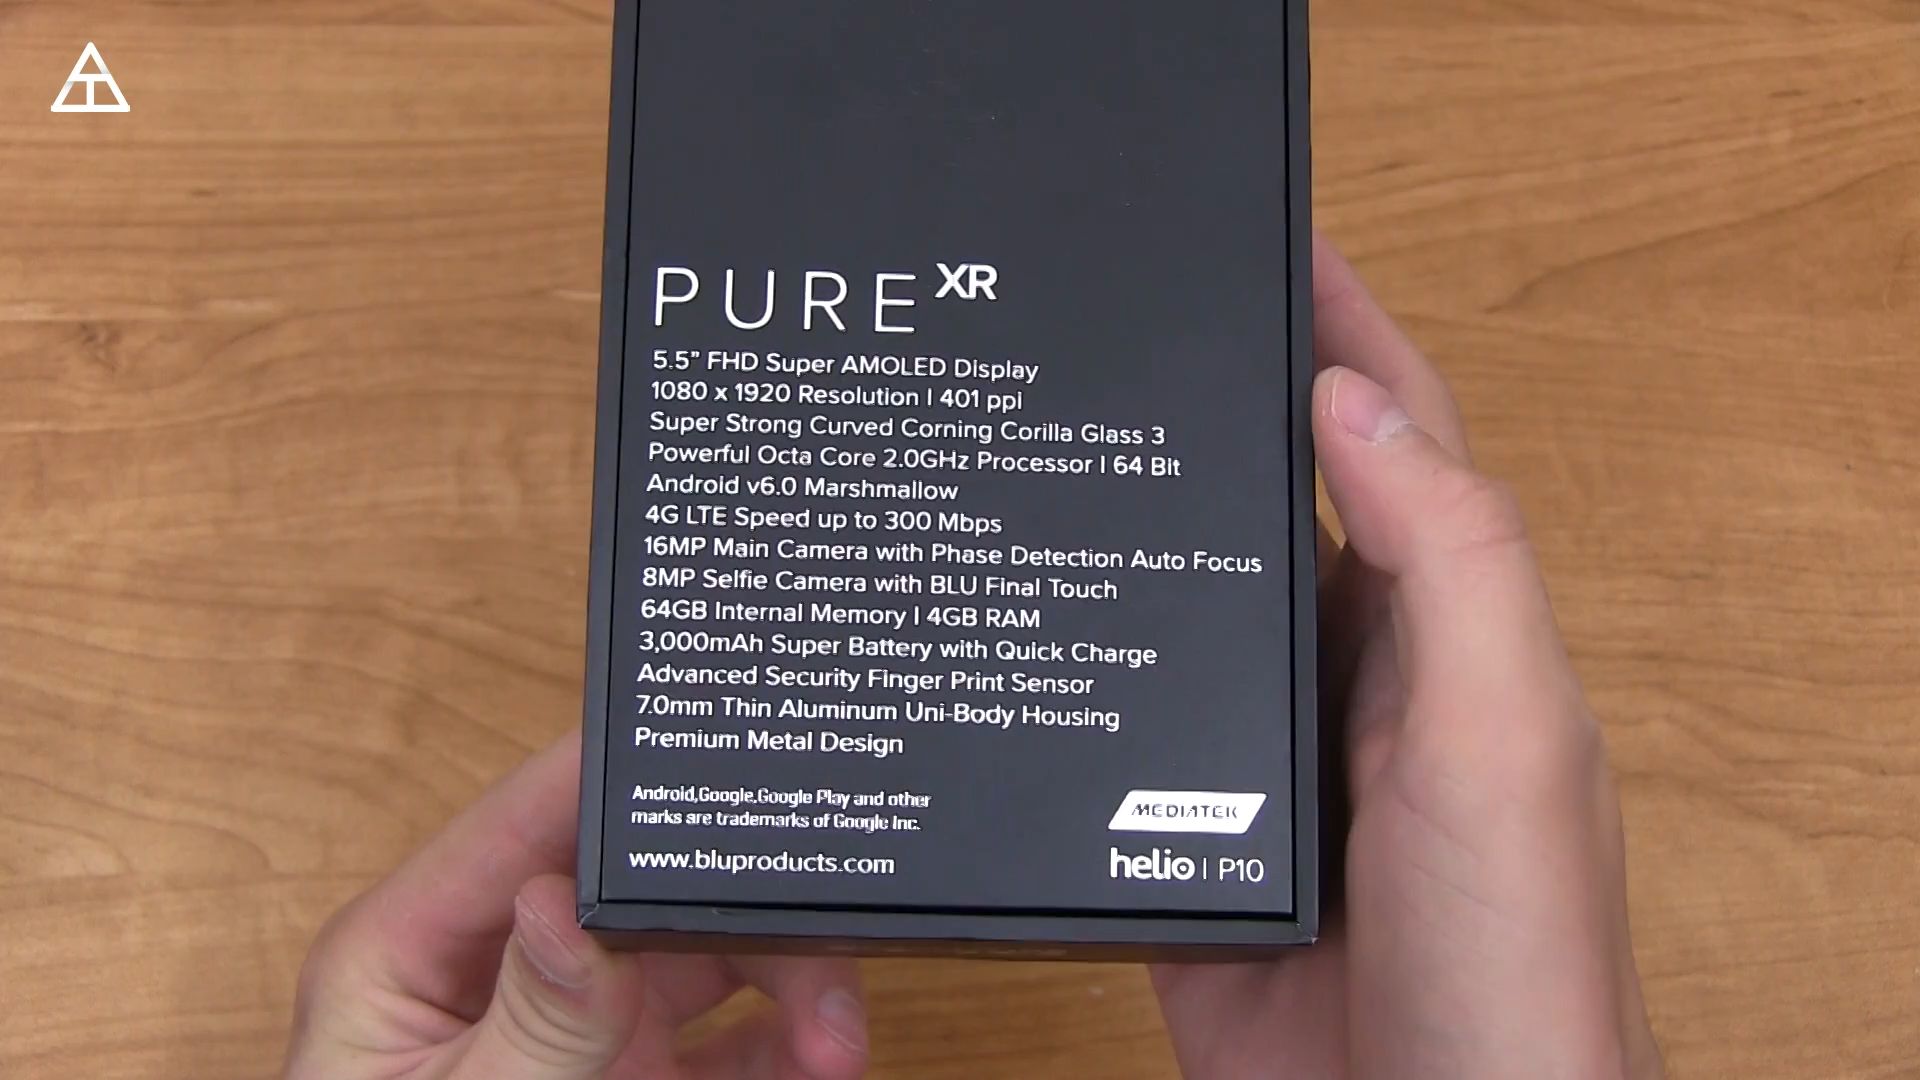 PURE XR
5.5” FHD Super AMOLED Display
1080 x 1920 Resolution | 401 ppi
Super Strong Curved Corning Corilla Glass 3
Powerful Octa Core 2.0GHz Processor | 64 Bit
Android v6.0 Marshmallow
4G LTE Speed up to 300 Mbps
16MP Main Camera with Phase Detection Auto Focus
8MP Selfie Camera with BLU Final Touch
64GB Internal Memory | 4GB RAM
3,000mAh Super Battery with Quick Charge
Advanced Security Finger Print Sensor
7.0mm Thin Aluminum Uni-Body Housing
Premium Metal Design
Android,Google,Google Play and other
marks are trademarks of Google Inc.
www.bluproducts.com
MEDIATEK
helio | P10